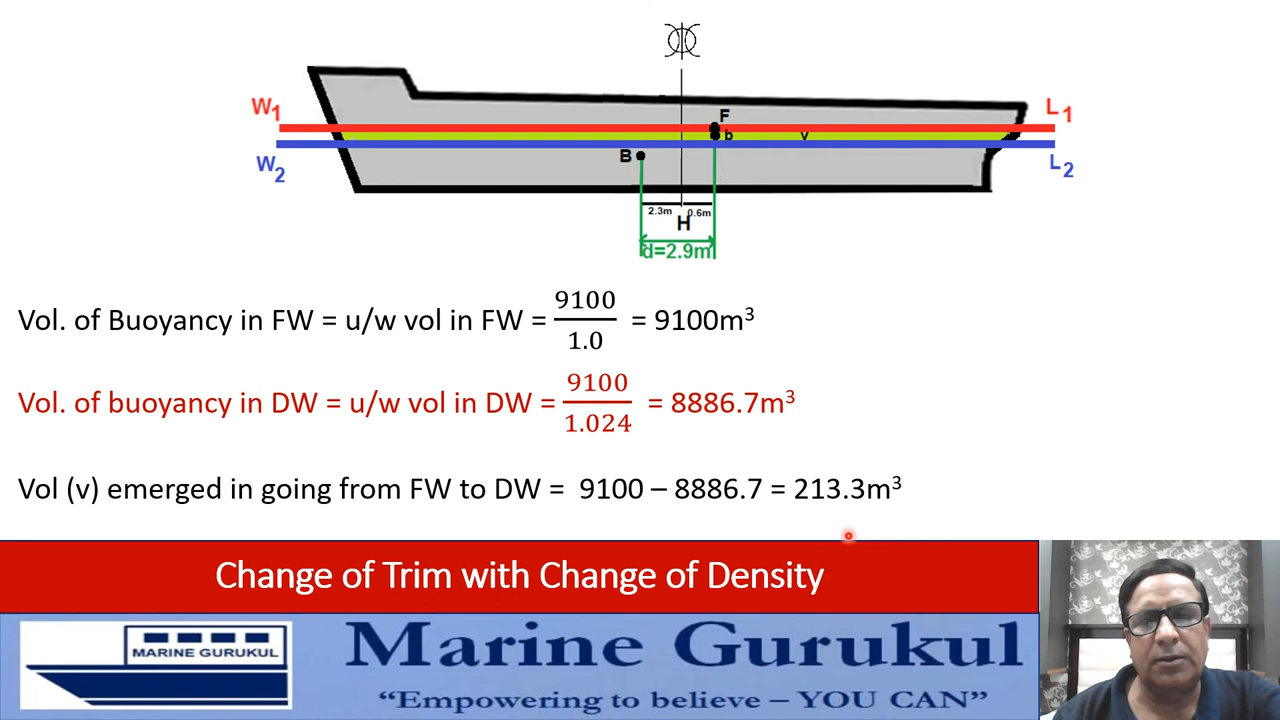 W1
L1
F
b
v
W2
L2
B
2.3m
0.6m
H
d=2.9m
Vol. of Buoyancy in FW = u/w vol in FW = 9100/1.0 = 9100m³
Vol. of buoyancy in DW = u/w vol in DW = 9100/1.024 = 8886.7m³
Vol (v) emerged in going from FW to DW = 9100 – 8886.7 = 213.3m³
Change of Trim with Change of Density
MARINE GURUKUL
Marine Gurukul
“Empowering to believe – YOU CAN”